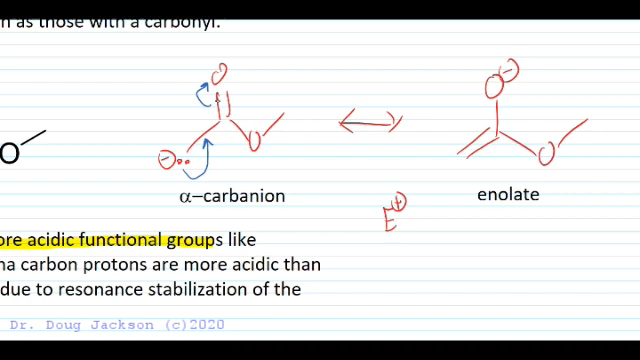 n as those with a carbonyl.
O
O
O
⊖
O⊖
O
α–carbanion
enolate
E⊕
ore acidic functional groups like
na carbon protons are more acidic than
due to resonance stabilization of the
Dr. Doug Jackson (c)2020